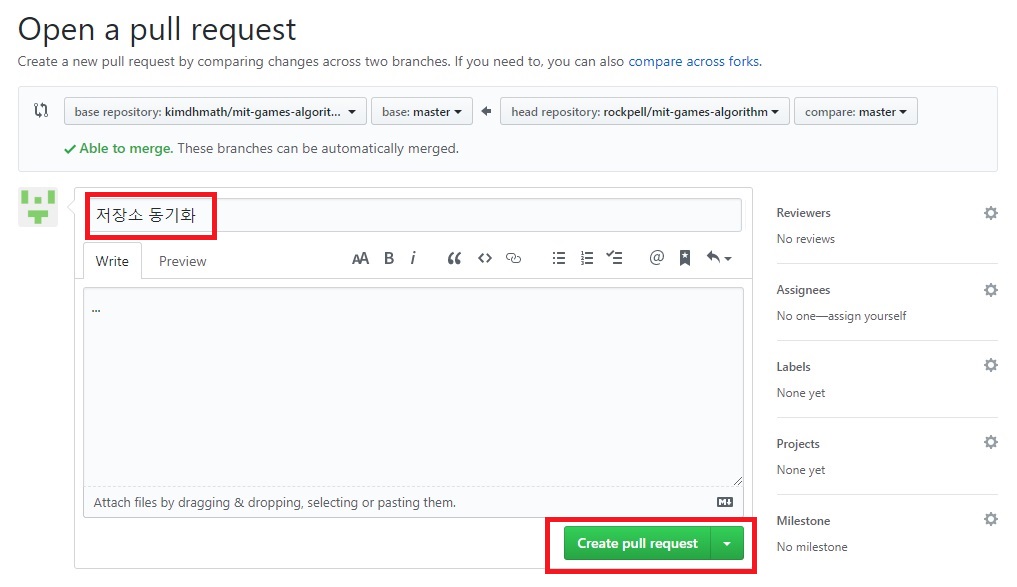 Open a pull request
Create a new pull request by comparing changes across two branches. If you need to, you can also compare across forks.
base repository: kimdhmath/mit-games-algorit... base: master head repository: rockpell/mit-games-algorithm compare: master
Able to merge. These branches can be automatically merged.
저장소 동기화
Write Preview
AA B i
...
Attach files by dragging & dropping, selecting or pasting them.
Create pull request
Reviewers
No reviews
Assignees
No one—assign yourself
Labels
None yet
Projects
None yet
Milestone
No milestone